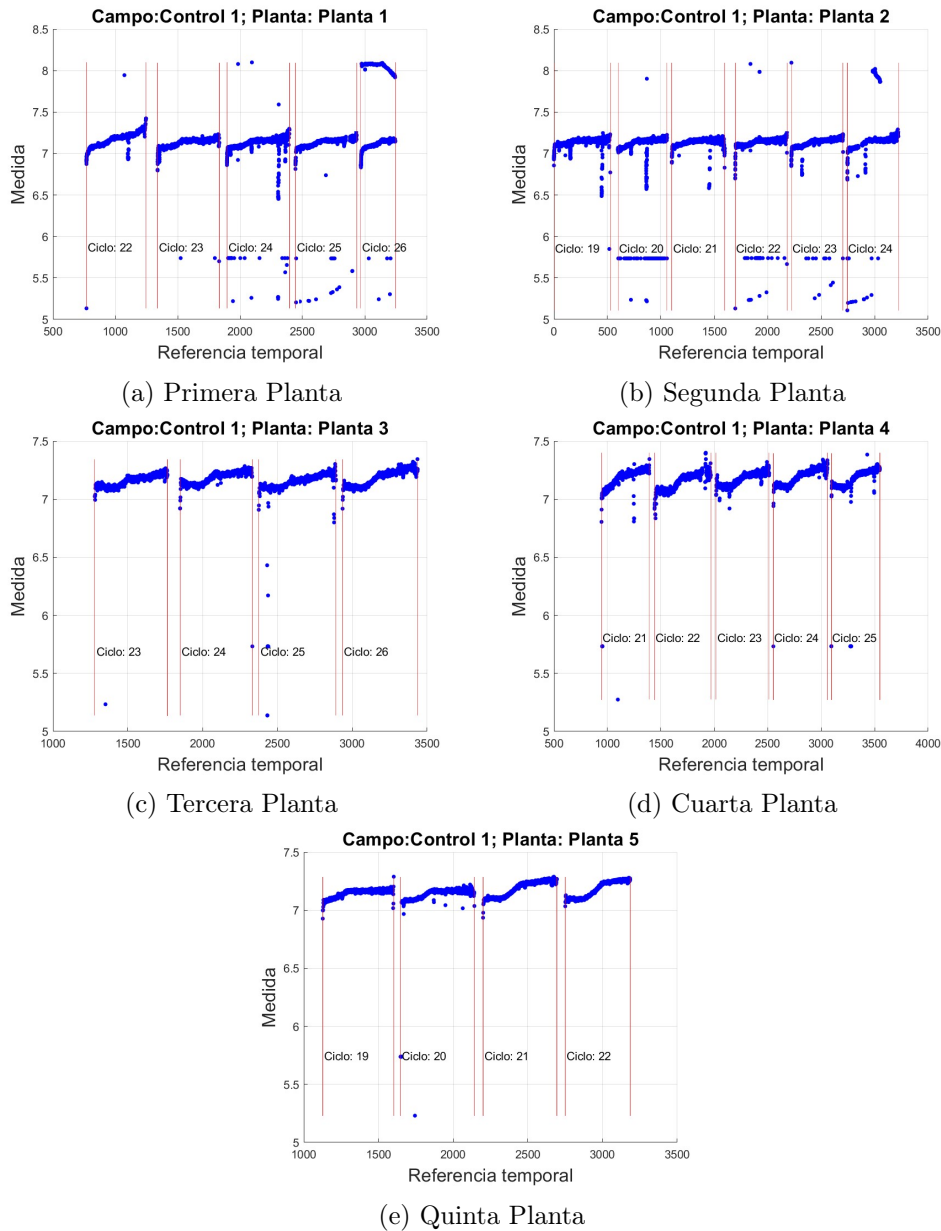 Campo:Control 1; Planta: Planta 1
8.5
8
7.5
7
6.5
6
5.5
5
Medida
Ciclo: 22 Ciclo: 23 Ciclo: 24 Ciclo: 25 Ciclo: 26
500 1000 1500 2000 2500 3000 3500
Referencia temporal
(a) Primera Planta
Campo:Control 1; Planta: Planta 2
8.5
8
7.5
7
6.5
6
5.5
5
Medida
Ciclo: 19 Ciclo: 20 Ciclo: 21 Ciclo: 22 Ciclo: 23 Ciclo: 24
0 500 1000 1500 2000 2500 3000 3500
Referencia temporal
(b) Segunda Planta
Campo:Control 1; Planta: Planta 3
7.5
7
6.5
6
5.5
5
Medida
Ciclo: 23 Ciclo: 24 Ciclo: 25 Ciclo: 26
1000 1500 2000 2500 3000 3500
Referencia temporal
(c) Tercera Planta
Campo:Control 1; Planta: Planta 4
7.5
7
6.5
6
5.5
5
Medida
Ciclo: 21 Ciclo: 22 Ciclo: 23 Ciclo: 24 Ciclo: 25
500 1000 1500 2000 2500 3000 3500 4000
Referencia temporal
(d) Cuarta Planta
Campo:Control 1; Planta: Planta 5
7.5
7
6.5
6
5.5
5
Medida
Ciclo: 19 Ciclo: 20 Ciclo: 21 Ciclo: 22
1000 1500 2000 2500 3000 3500
Referencia temporal
(e) Quinta Planta